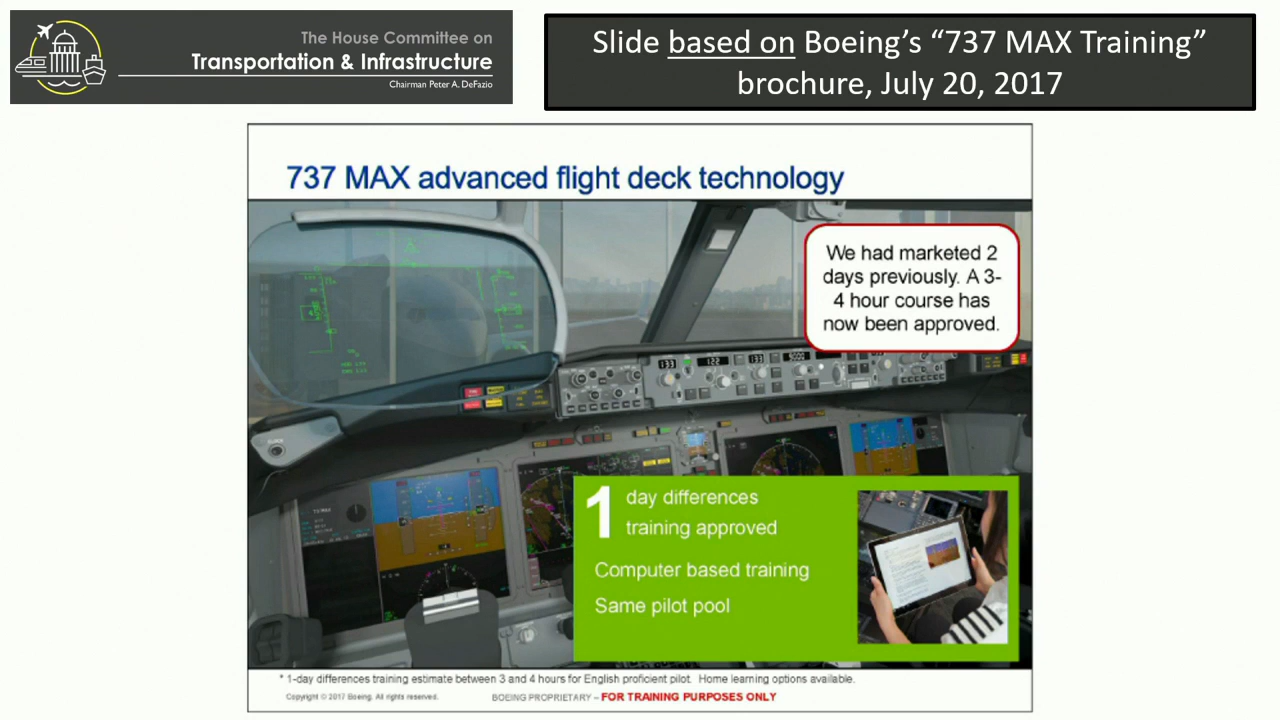 The House Committee on
Transportation & Infrastructure
Chairman Peter A. DeFazio
Slide based on Boeing's “737 MAX Training”
brochure, July 20, 2017
737 MAX advanced flight deck technology
We had marketed 2
days previously. A 3-
4 hour course has
now been approved.
133
122
133
1 day differences
training approved
Computer based training
Same pilot pool
* 1-day differences training estimate between 3 and 4 hours for English proficient pilot. Home learning options available.
Copyright © 2017 Boeing. All rights reserved.
BOEING PROPRIETARY – FOR TRAINING PURPOSES ONLY